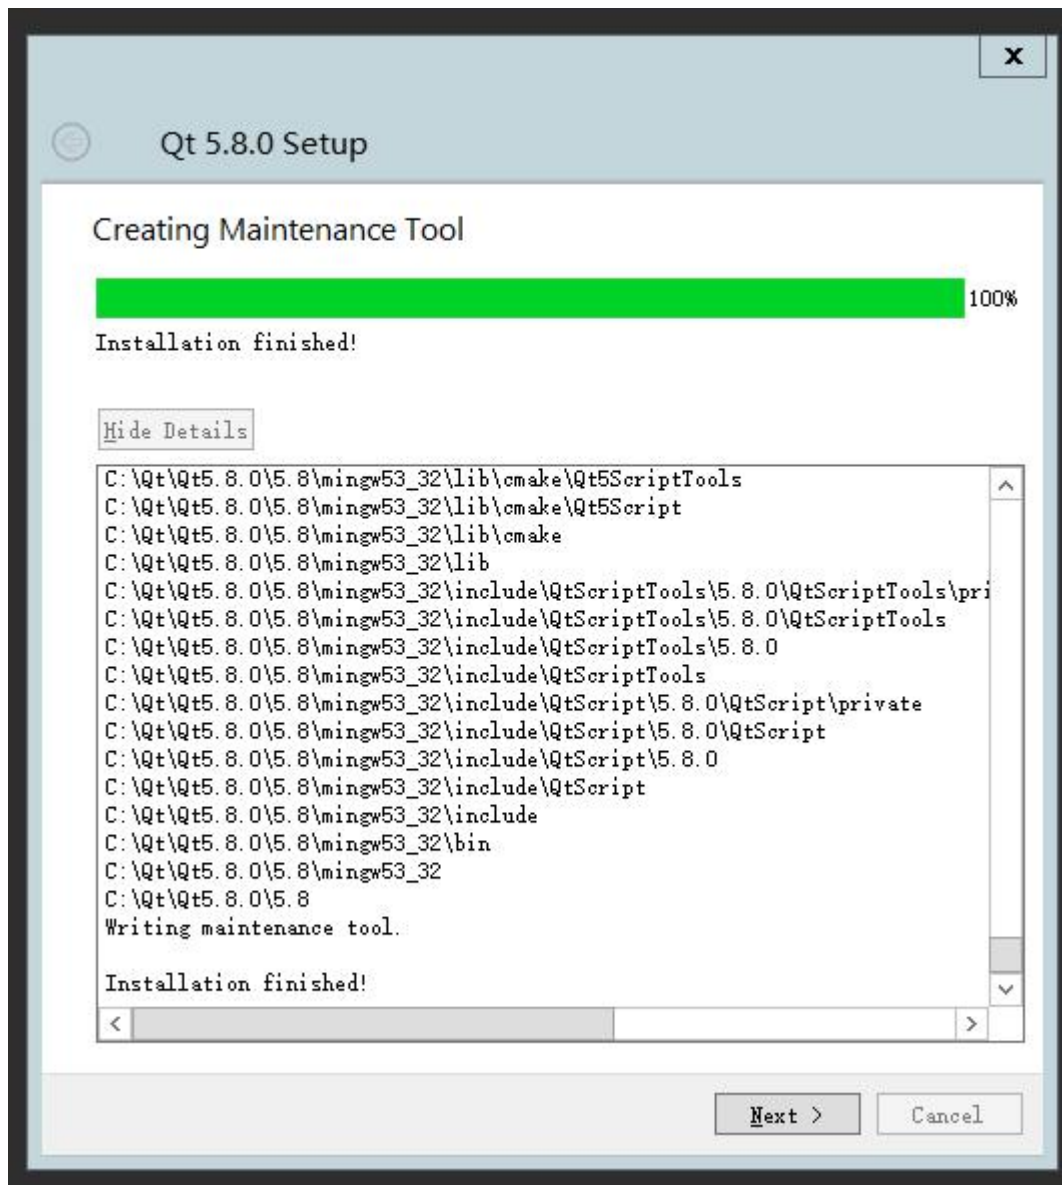 x
Qt 5.8.0 Setup
Creating Maintenance Tool
100%
Installation finished!
Hide Details
C:\Qt\Qt5.8.0\5.8\mingw53_32\lib\cmake\Qt5ScriptTools
C:\Qt\Qt5.8.0\5.8\mingw53_32\lib\cmake\Qt5Script
C:\Qt\Qt5.8.0\5.8\mingw53_32\lib\cmake
C:\Qt\Qt5.8.0\5.8\mingw53_32\lib
C:\Qt\Qt5.8.0\5.8\mingw53_32\include\QtScriptTools\5.8.0\QtScriptTools\pri
C:\Qt\Qt5.8.0\5.8\mingw53_32\include\QtScriptTools\5.8.0\QtScriptTools
C:\Qt\Qt5.8.0\5.8\mingw53_32\include\QtScriptTools\5.8.0
C:\Qt\Qt5.8.0\5.8\mingw53_32\include\QtScriptTools
C:\Qt\Qt5.8.0\5.8\mingw53_32\include\QtScript\5.8.0\QtScript\private
C:\Qt\Qt5.8.0\5.8\mingw53_32\include\QtScript\5.8.0\QtScript
C:\Qt\Qt5.8.0\5.8\mingw53_32\include\QtScript\5.8.0
C:\Qt\Qt5.8.0\5.8\mingw53_32\include\QtScript
C:\Qt\Qt5.8.0\5.8\mingw53_32\include
C:\Qt\Qt5.8.0\5.8\mingw53_32\bin
C:\Qt\Qt5.8.0\5.8\mingw53_32
C:\Qt\Qt5.8.0\5.8
Writing maintenance tool.
Installation finished!
Next > Cancel